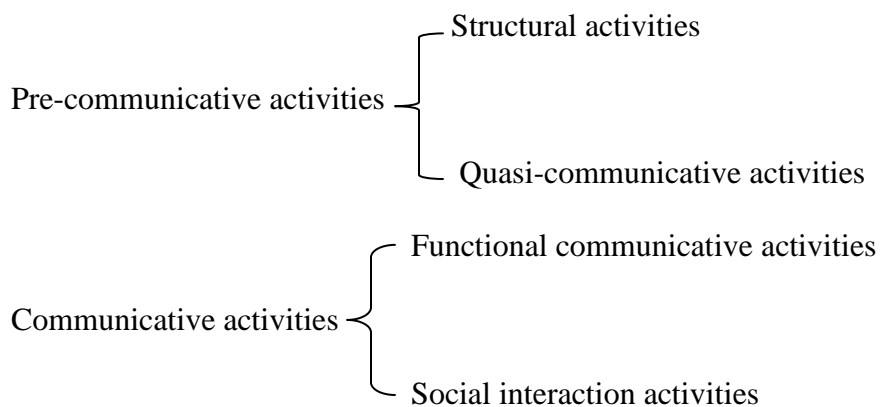 Structural activities
Pre-communicative activities
Quasi-communicative activities
Functional communicative activities
Communicative activities
Social interaction activities